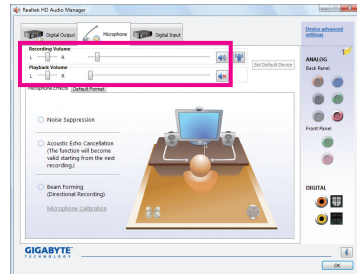 Realtek HD Audio Manager
Digital Output
Microphone
Digital Input
Device advanced
settings
Recording Volume
L
R
Set Default Device
Playback Volume
L
R
Microphone Effects
Default Format
ANALOG
Back Panel
Noise Suppression
Acoustic Echo Cancellation
(The function will become
valid starting from the next
recording.)
Front Panel
Beam Forming
(Directional Recording)
Microphone Calibration
DIGITAL
GIGABYTE
TECHNOLOGY
i
OK